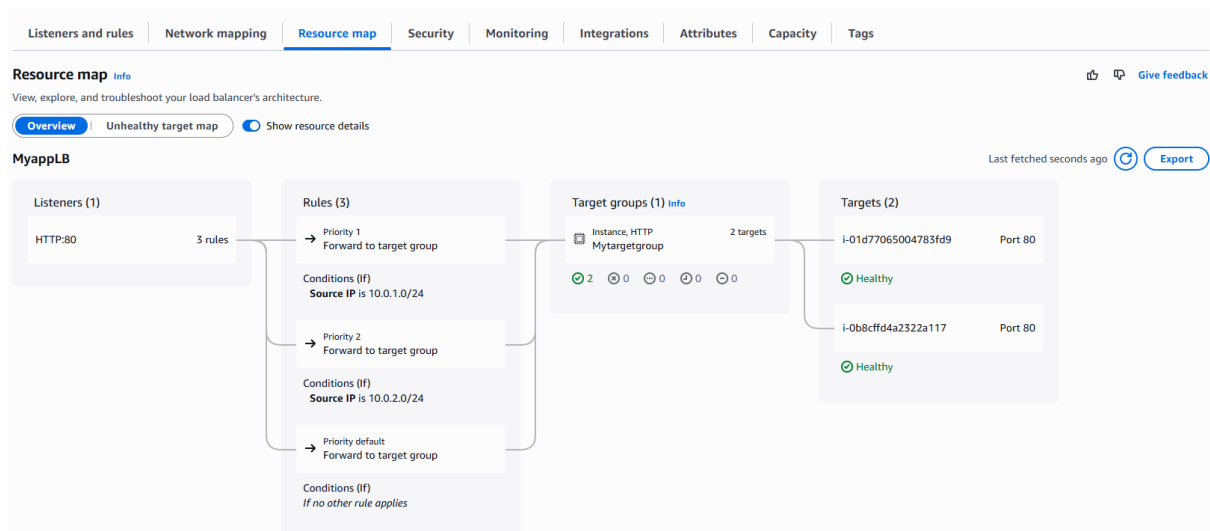 Listeners and rules
Network mapping
Resource map
Security
Monitoring
Integrations
Attributes
Capacity
Tags
Resource map Info
Give feedback
View, explore, and troubleshoot your load balancer's architecture.
Overview
Unhealthy target map
Show resource details
MyappLB
Last fetched seconds ago
Export
Listeners (1)
HTTP:80
3 rules
Rules (3)
Priority 1
Forward to target group
Conditions (If)
Source IP is 10.0.1.0/24
Priority 2
Forward to target group
Conditions (If)
Source IP is 10.0.2.0/24
Priority default
Forward to target group
Conditions (If)
If no other rule applies
Target groups (1) Info
Instance, HTTP
2 targets
Mytargetgroup
2 0 0 0 0
Targets (2)
i-01d77065004783fd9
Port 80
Healthy
i-0b8cffd4a2322a117
Port 80
Healthy